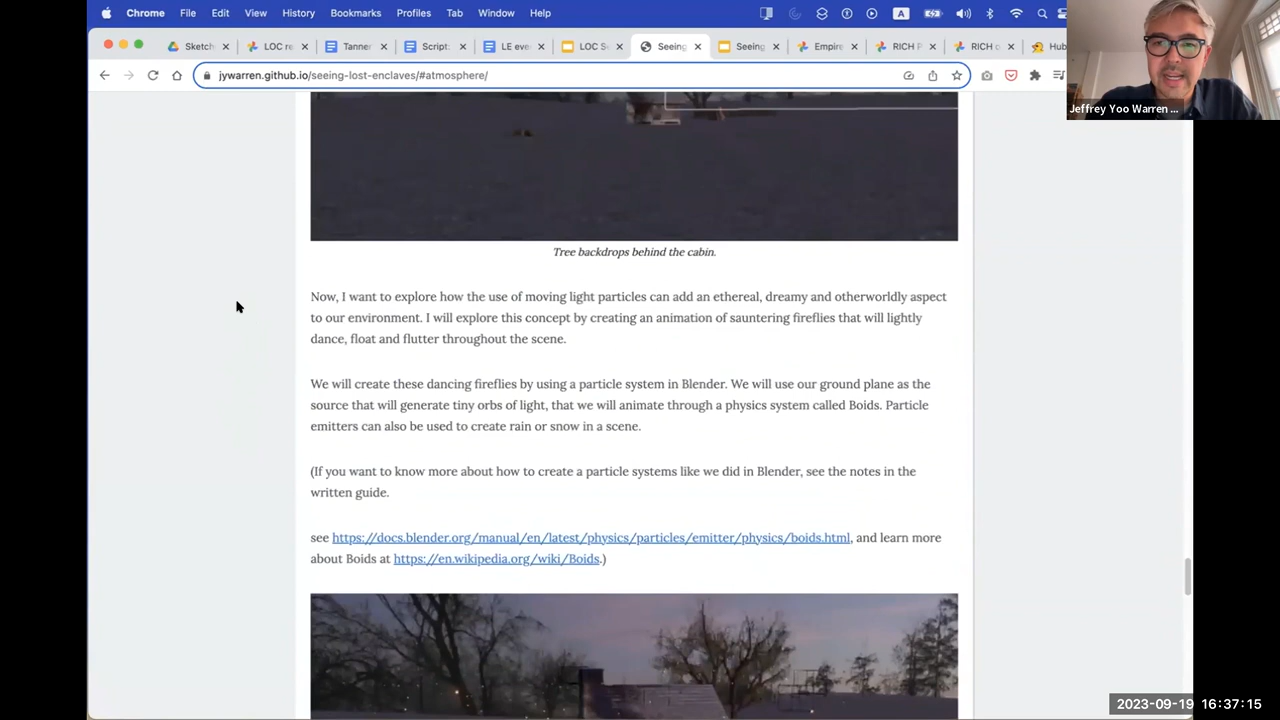 Chrome File Edit View History Bookmarks Profiles Tab Window Help
Sketch LOC re Tanner Script: LE eve LOC S Seeing Seeing Empire RICH F RICH c Hub
jywarren.github.io/seeing-lost-enclaves/#atmosphere/
Jeffrey Yoo Warren ...
Tree backdrops behind the cabin.
Now, I want to explore how the use of moving light particles can add an ethereal, dreamy and otherworldly aspect
to our environment. I will explore this concept by creating an animation of sauntering fireflies that will lightly
dance, float and flutter throughout the scene.
We will create these dancing fireflies by using a particle system in Blender. We will use our ground plane as the
source that will generate tiny orbs of light, that we will animate through a physics system called Boids. Particle
emitters can also be used to create rain or snow in a scene.
(If you want to know more about how to create a particle systems like we did in Blender, see the notes in the
written guide.
see https://docs.blender.org/manual/en/latest/physics/particles/emitter/physics/boids.html, and learn more
about Boids at https://en.wikipedia.org/wiki/Boids.)
2023-09-19 16:37:15